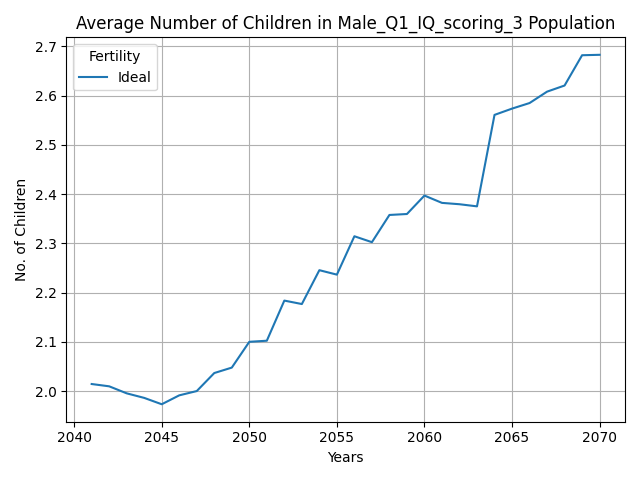 Average Number of Children in Male_Q1_IQ_scoring_3 Population
Fertility
Ideal
No. of Children
2.7
2.6
2.5
2.4
2.3
2.2
2.1
2.0
2040 2045 2050 2055 2060 2065 2070
Years